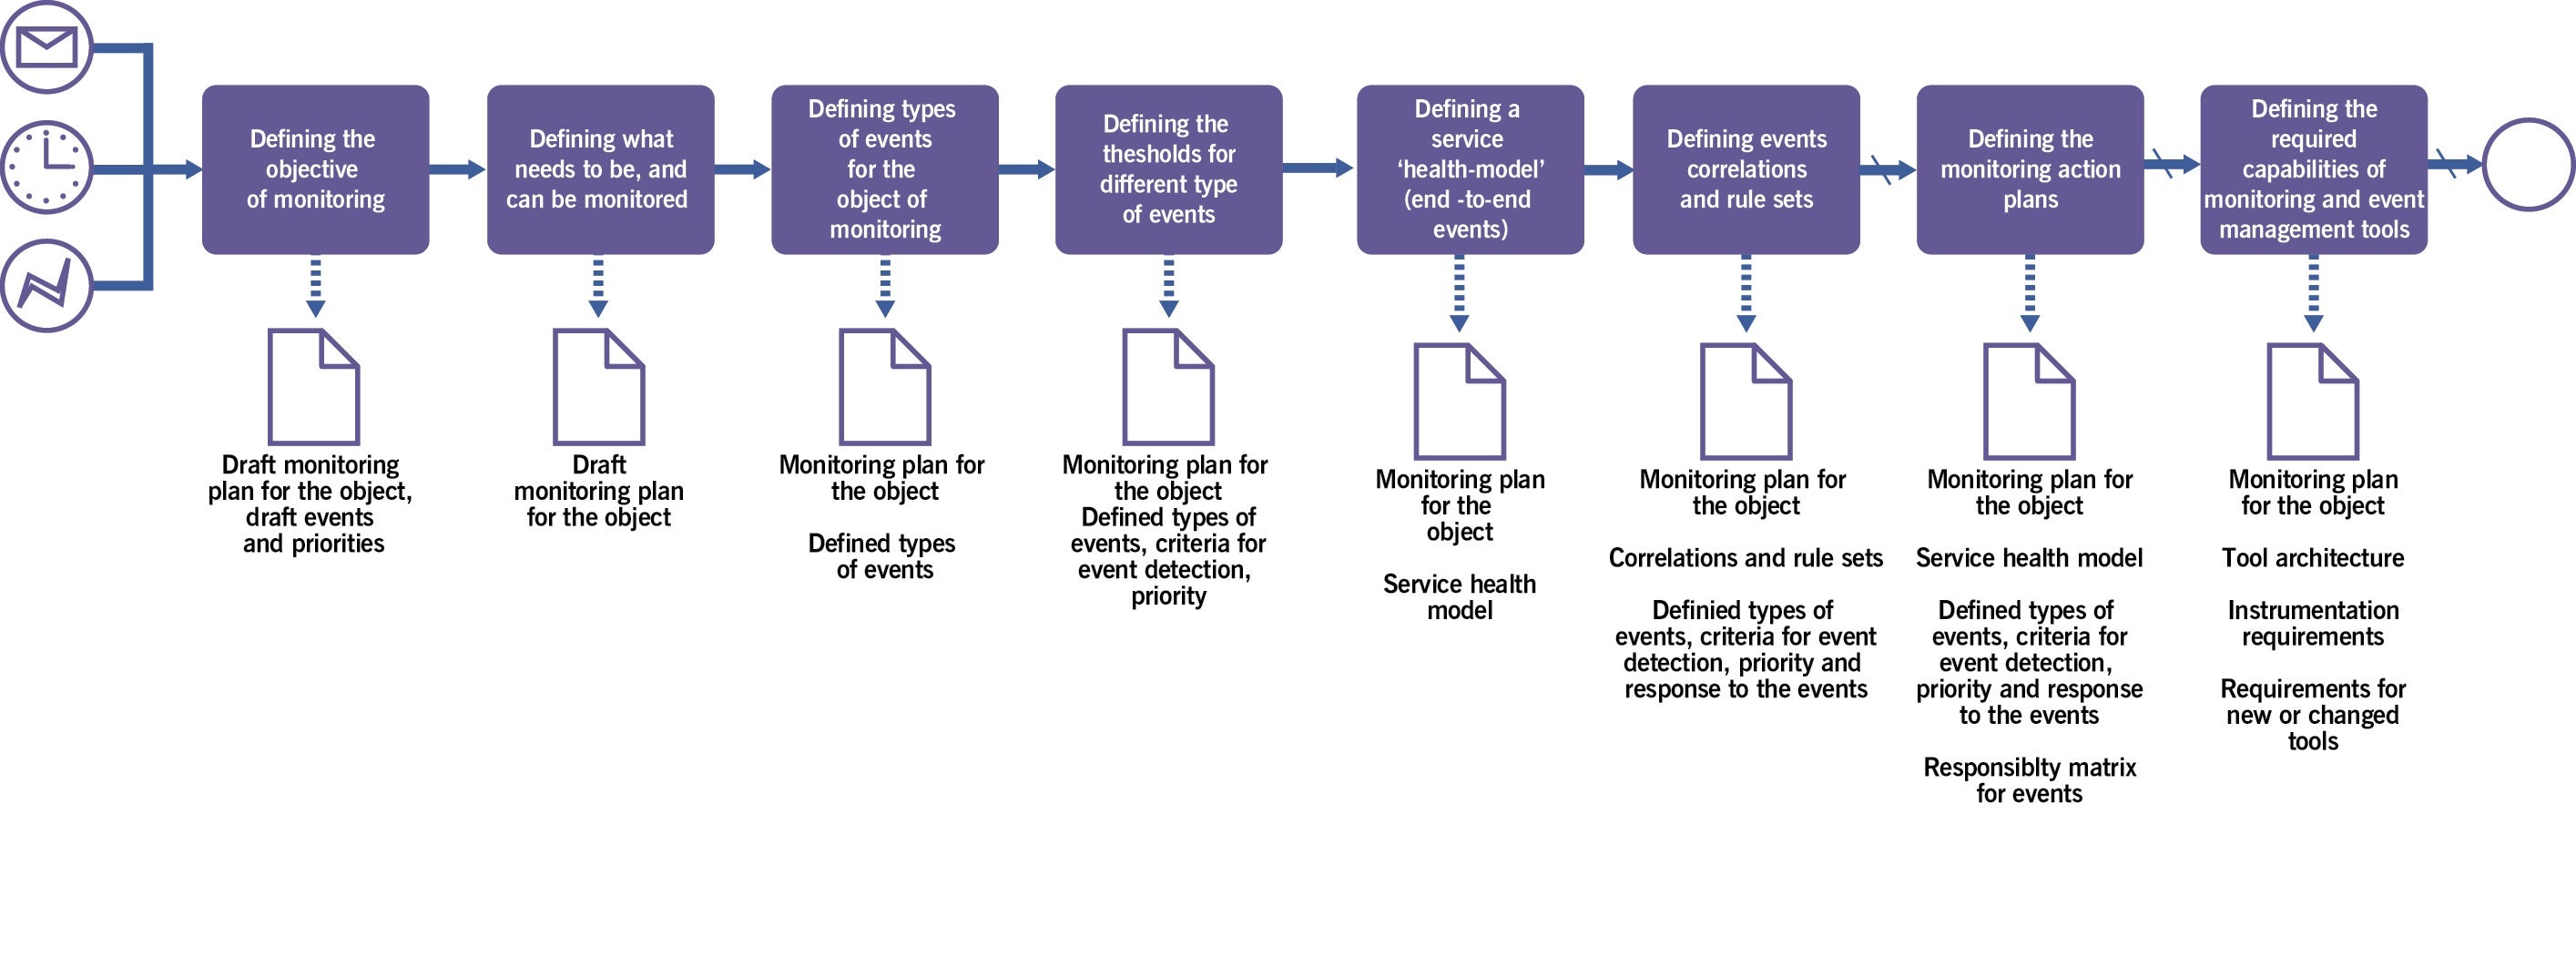 Defining the
objective
of monitoring
Defining what
needs to be, and
can be monitored
Defining types
of events
for the
object of
monitoring
Defining the
thesholds for
different type
of events
Defining a
service
‘health-model’
(end -to-end
events)
Defining events
correlations
and rule sets
Defining the
monitoring action
plans
Defining the
required
capabilities of
monitoring and event
management tools
Draft monitoring
plan for the object,
draft events
and priorities
Draft
monitoring plan
for the object
Monitoring plan for
the object
Defined types
of events
Monitoring plan for
the object
Defined types of
events, criteria for
event detection,
priority
Monitoring plan
for the
object
Service health
model
Monitoring plan for
the object
Correlations and rule sets
Definied types of
events, criteria for event
detection, priority and
response to the events
Monitoring plan for
the object
Service health model
Defined types of
events, criteria for
event detection,
priority and response
to the events
Responsiblty matrix
for events
Monitoring plan
for the object
Tool architecture
Instrumentation
requirements
Requirements for
new or changed
tools